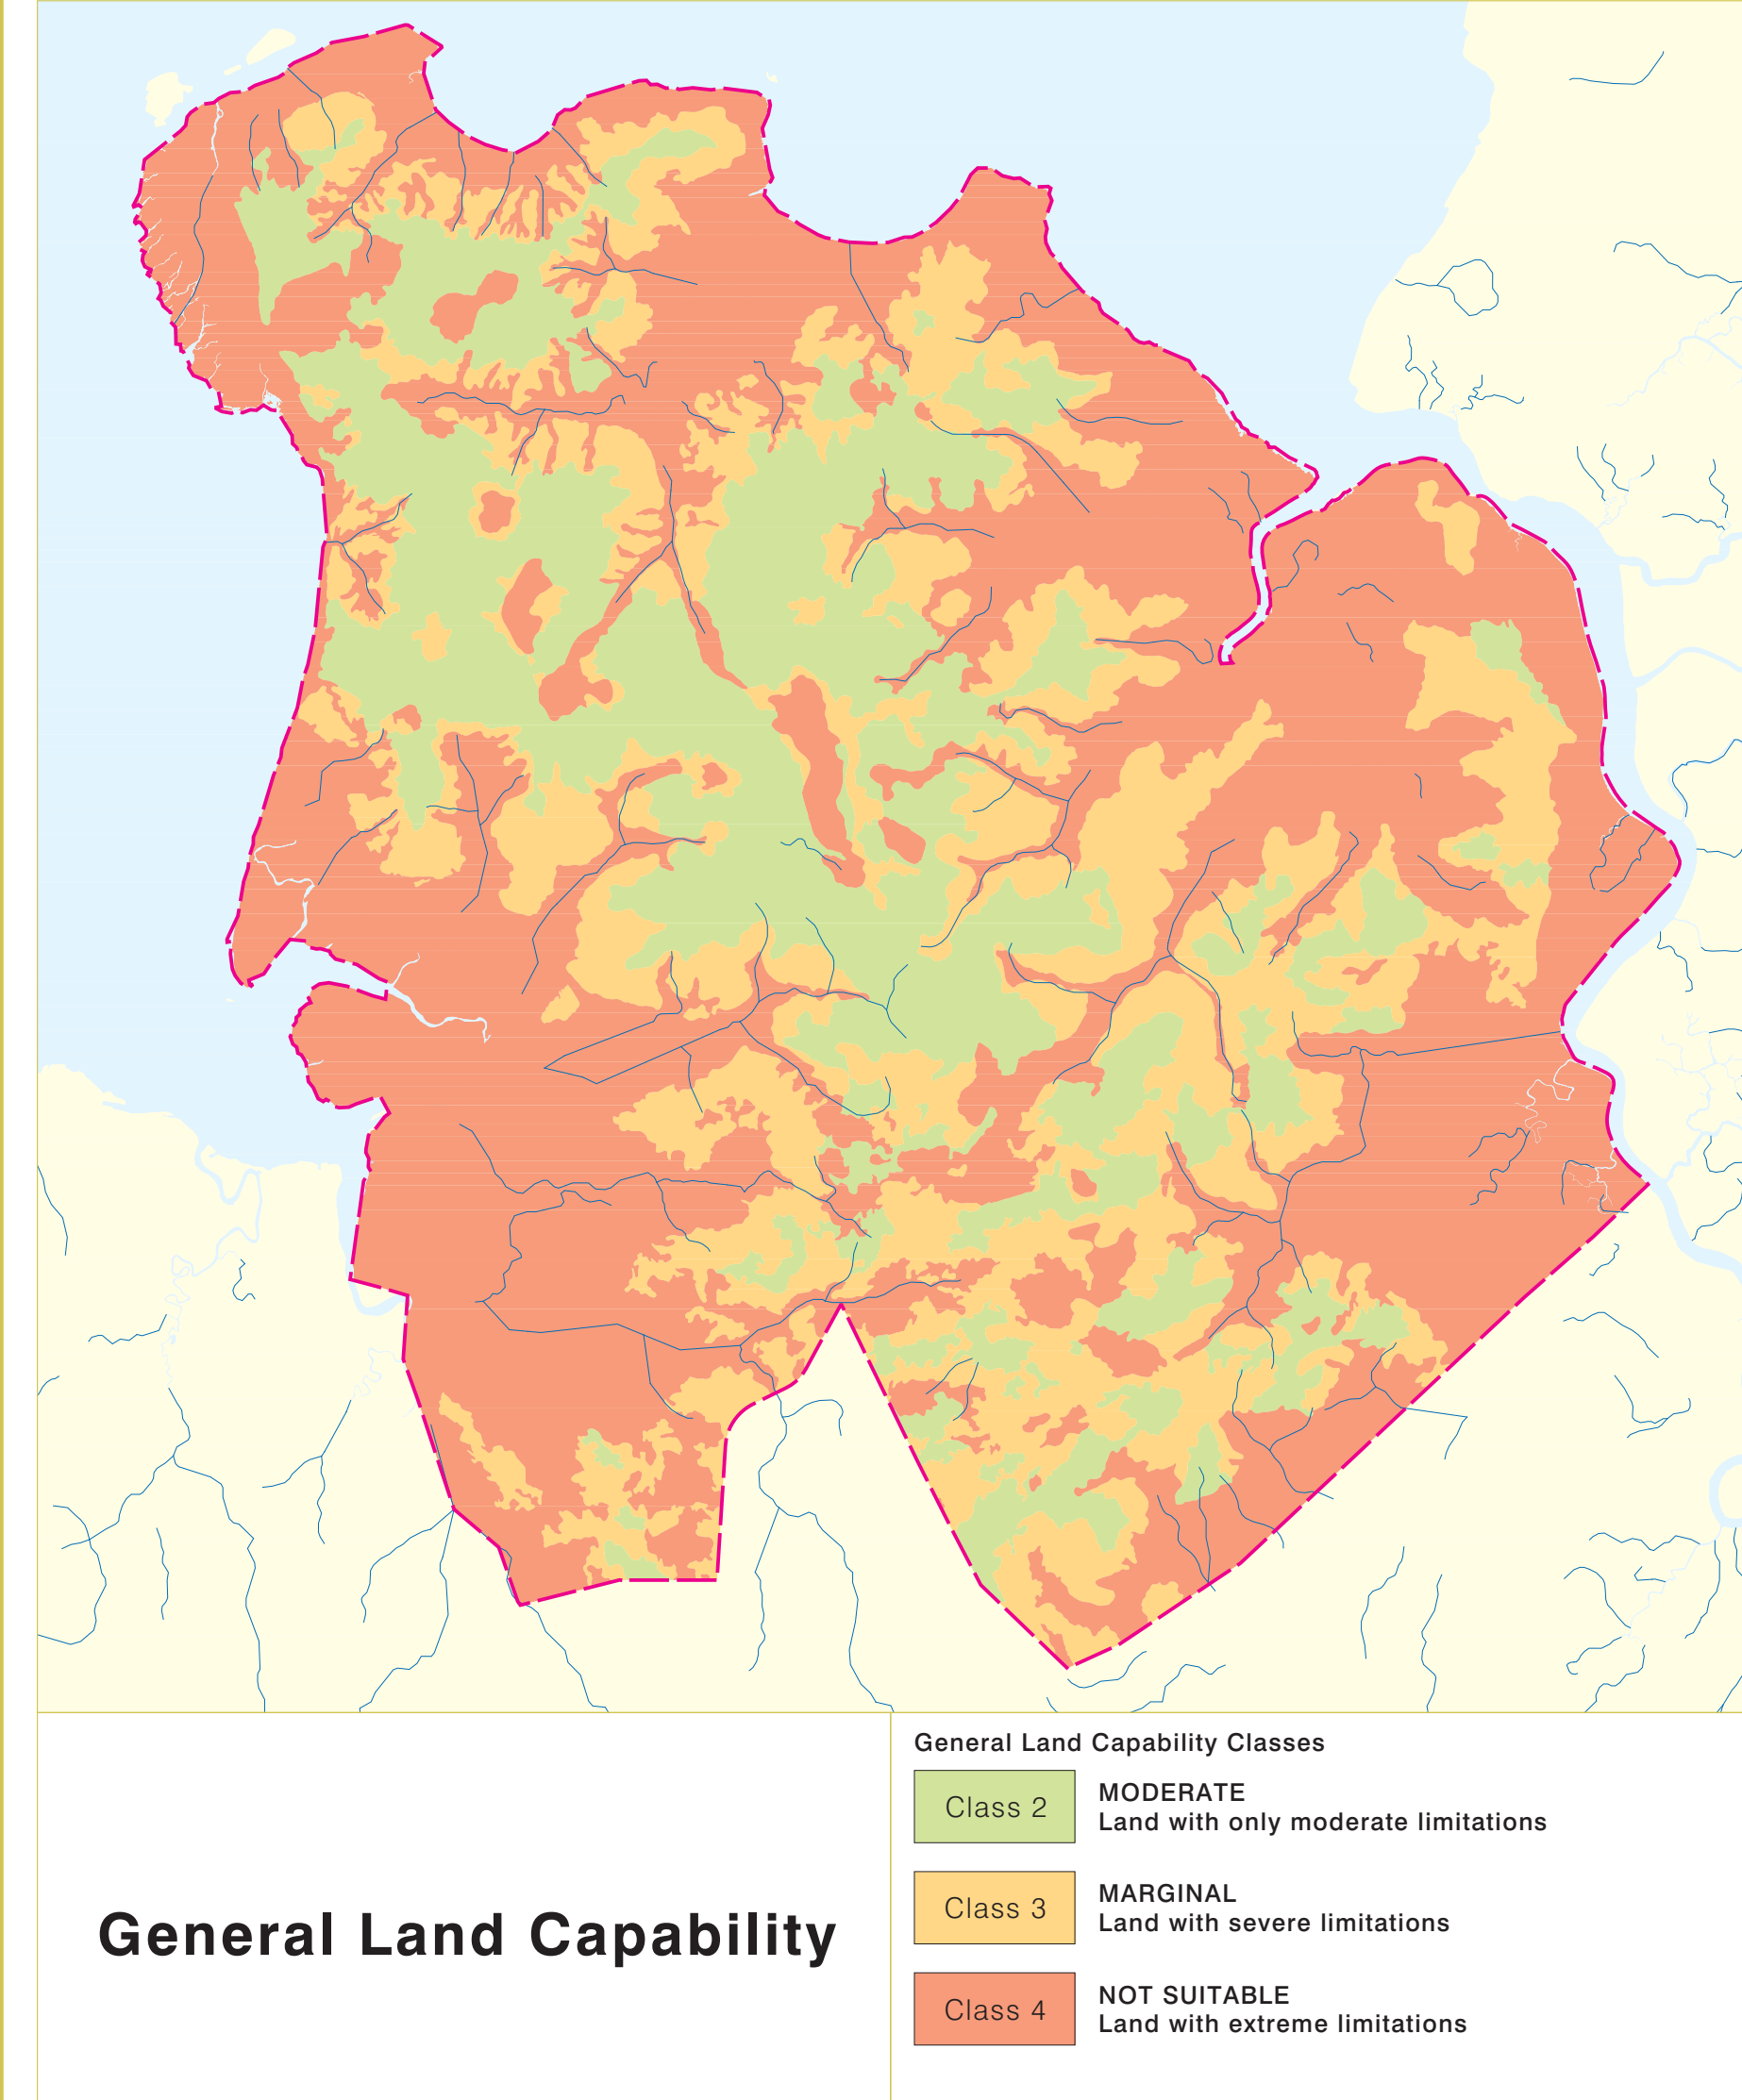 General Land Capability
General Land Capability Classes
Class 2
MODERATE
Land with only moderate limitations
Class 3
MARGINAL
Land with severe limitations
Class 4
NOT SUITABLE
Land with extreme limitations